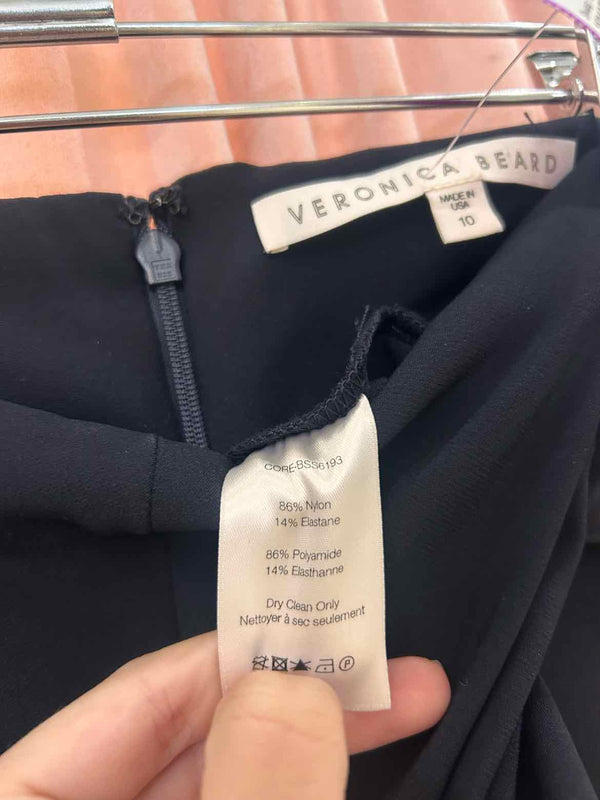 VERONICA BEARD
MADE IN
USA
10
CORE-BSS6193
86% Nylon
14% Elastane
86% Polyamide
14% Elasthanne
Dry Clean Only
Nettoyer à sec seulement
P